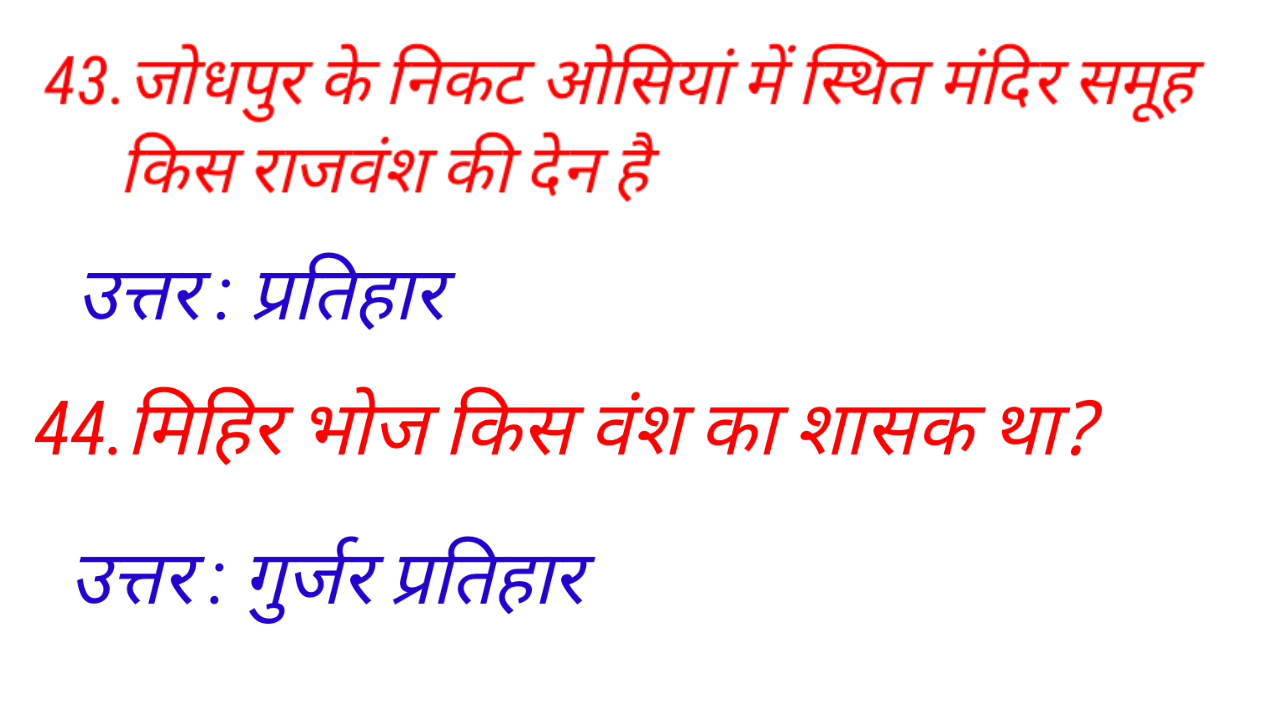 43. जोधपुर के निकट ओसियां में स्थित मंदिर समूह
किस राजवंश की देन है
उत्तर : प्रतिहार
44. मिहिर भोज किस वंश का शासक था?
उत्तर : गुर्जर प्रतिहार